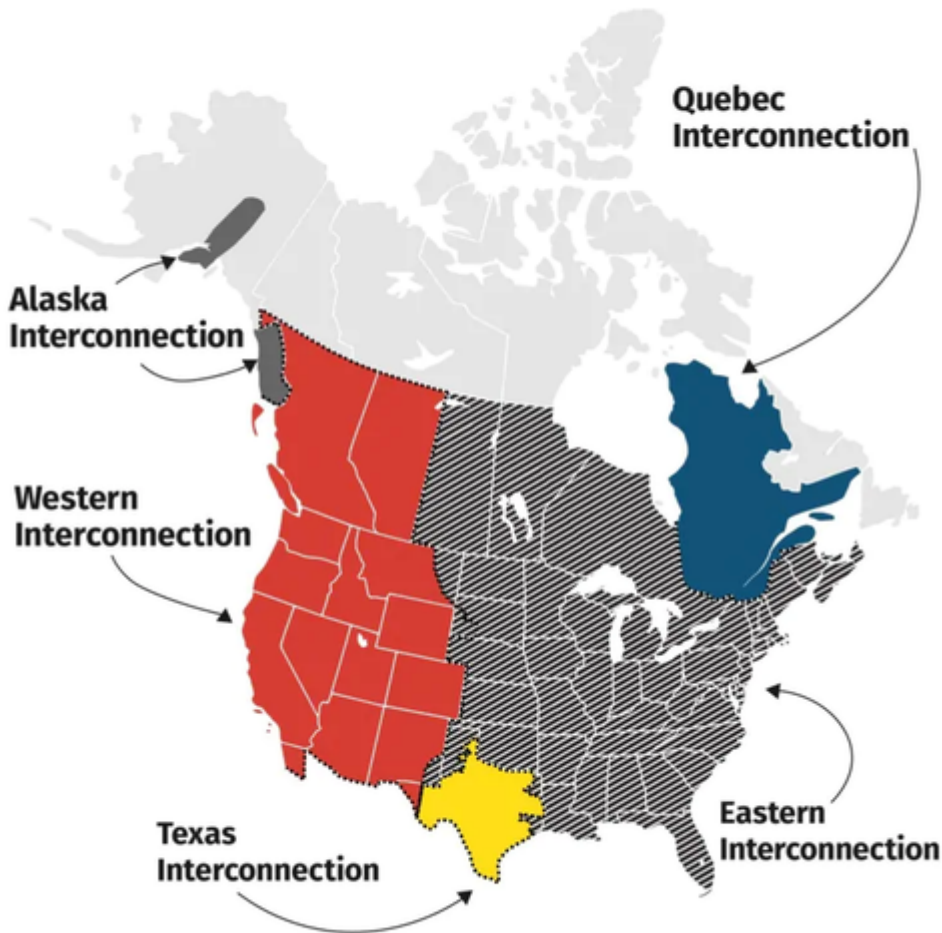 Quebec
Interconnection
Alaska
Interconnection
Western
Interconnection
Eastern
Interconnection
Texas
Interconnection